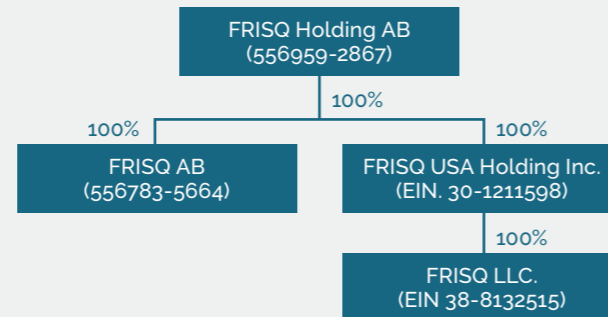 FRISQ Holding AB
(556959-2867)
100%
100%
100%
FRISQ AB
(556783-5664)
FRISQ USA Holding Inc.
(EIN. 30-1211598)
100%
FRISQ LLC.
(EIN 38-8132515)